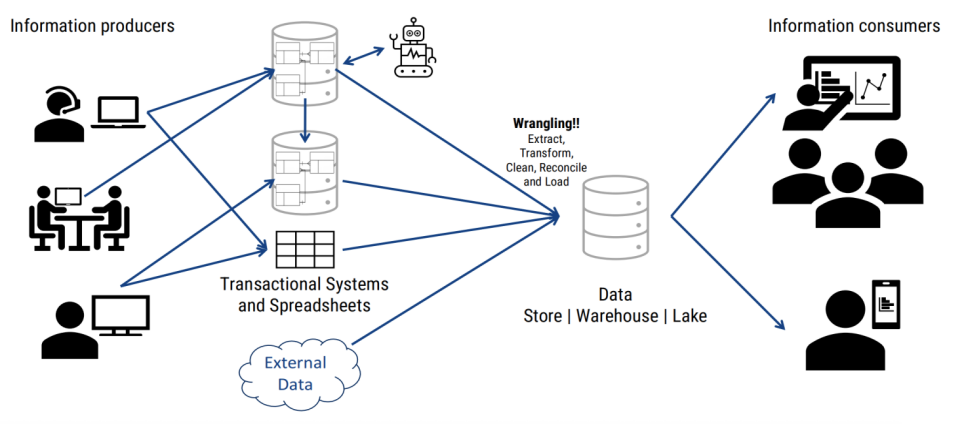 Information producers
Information consumers
Wrangling!!
Extract,
Transform,
Clean, Reconcile
and Load
Transactional Systems
and Spreadsheets
Data
Store | Warehouse | Lake
External
Data